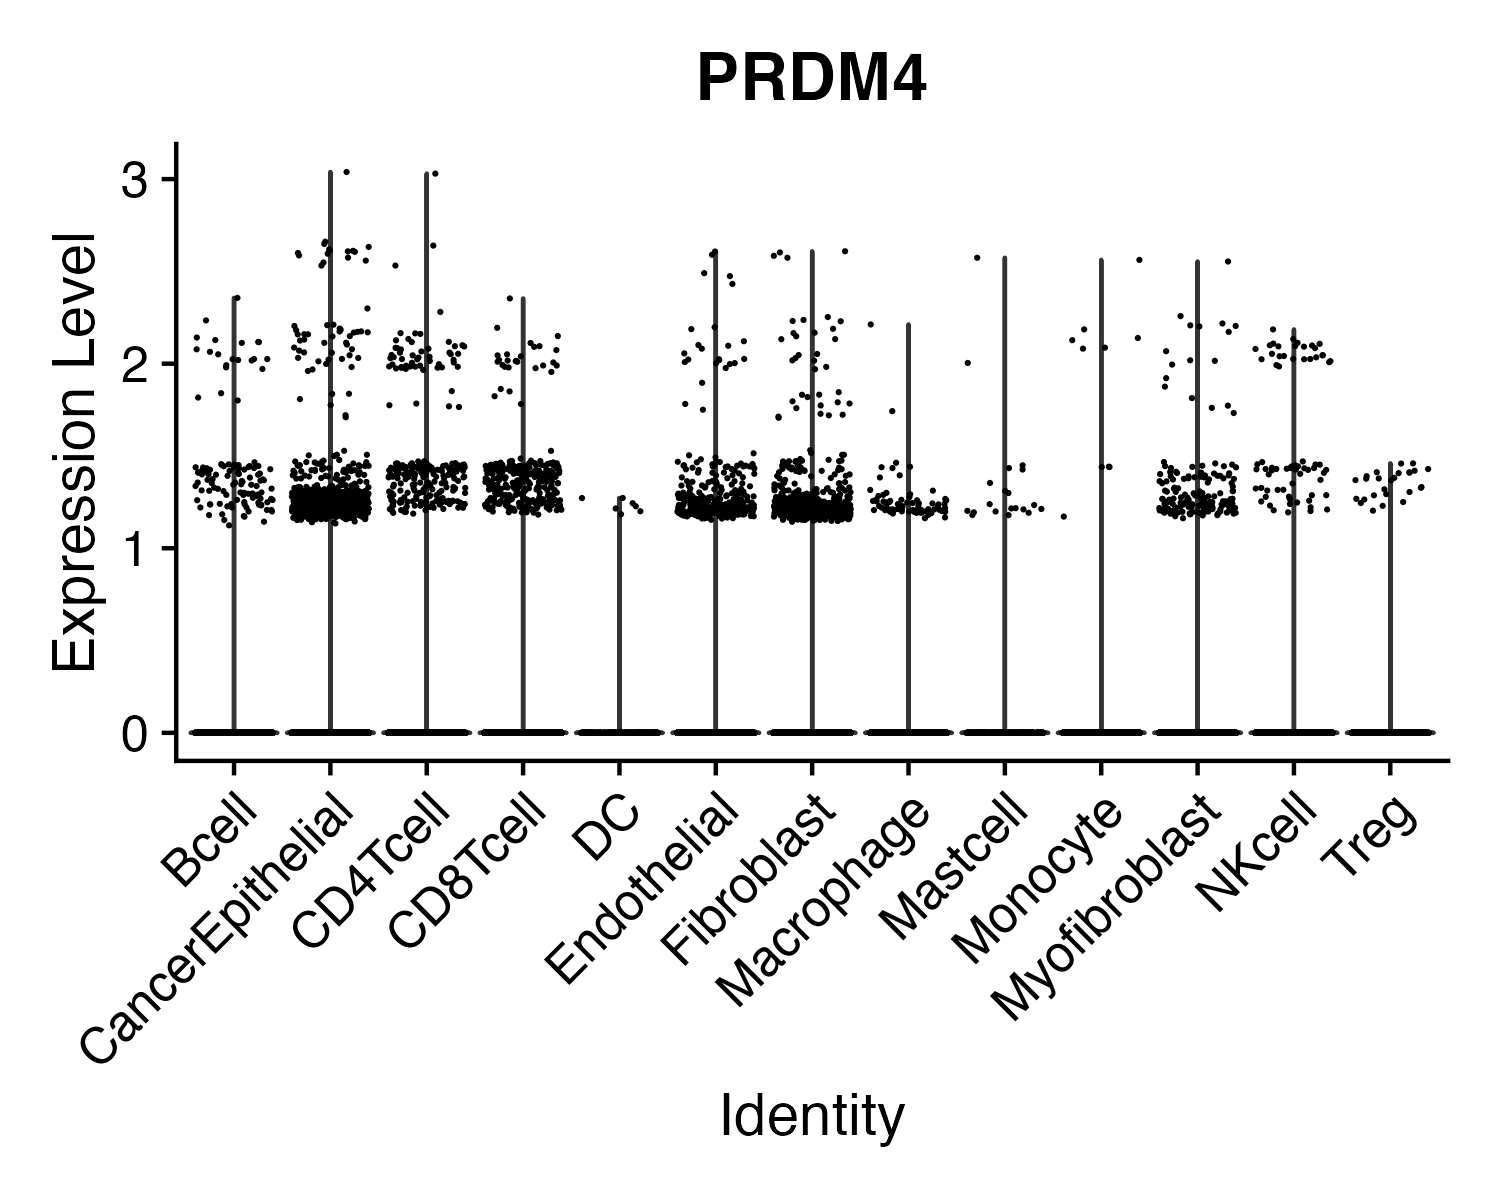 PRDM4
Expression Level
3
2
1
0
Bcell
CancerEpithelial
CD4Tcell
CD8Tcell
DC
Endothelial
Fibroblast
Macrophage
Mastcell
Monocyte
Myofibroblast
NKcell
Treg
Identity